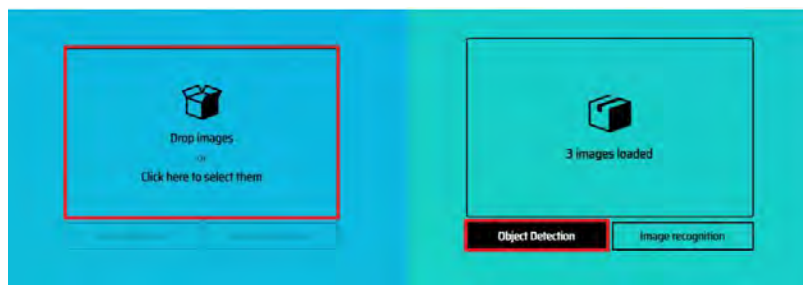 Drop images
Or
Click here to select them
3 images loaded
Object Detection
Image recognition